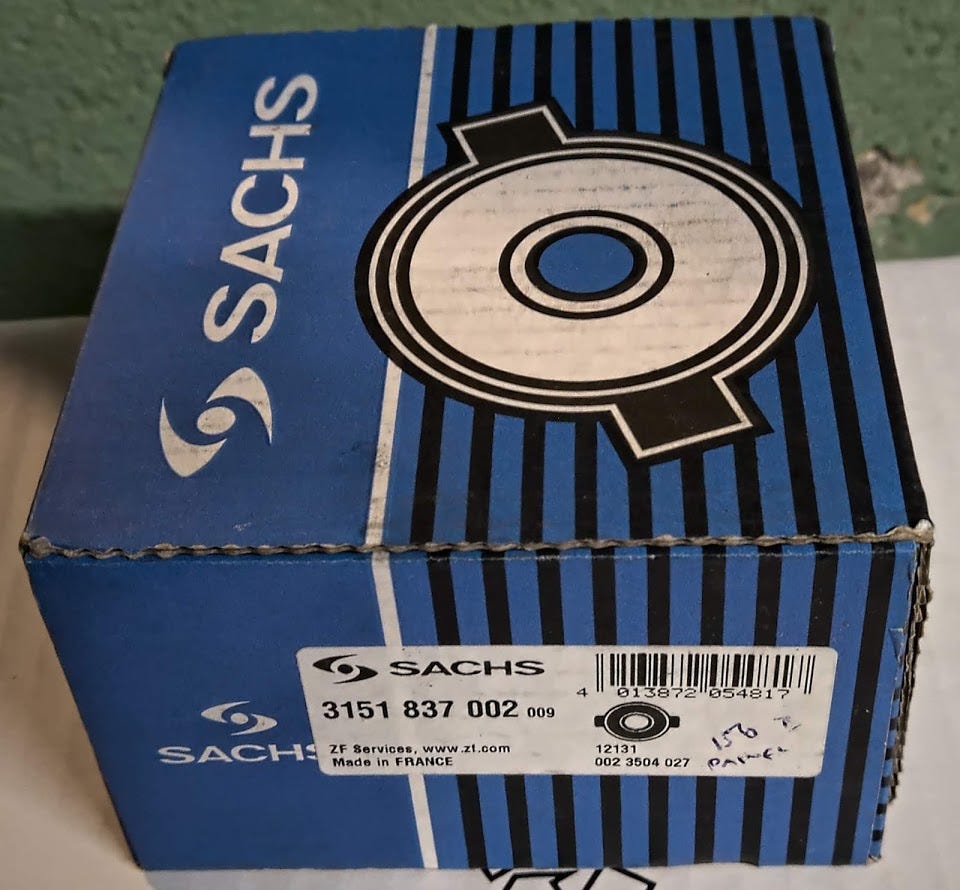 SACHS
SACHS
SACHS
3151 837 002 009
ZF Services, www.zf.com
Made in FRANCE
4 013872 054817
12131
002 3504 027
156